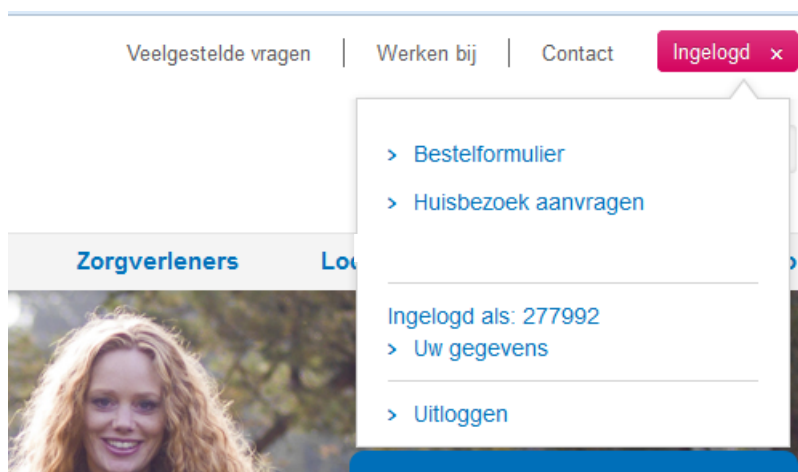 Veelgestelde vragen | Werken bij | Contact Ingelogd ×
> Bestelformulier
> Huisbezoek aanvragen
Zorgverleners
Ingelogd als: 277992
> Uw gegevens
> Uitloggen